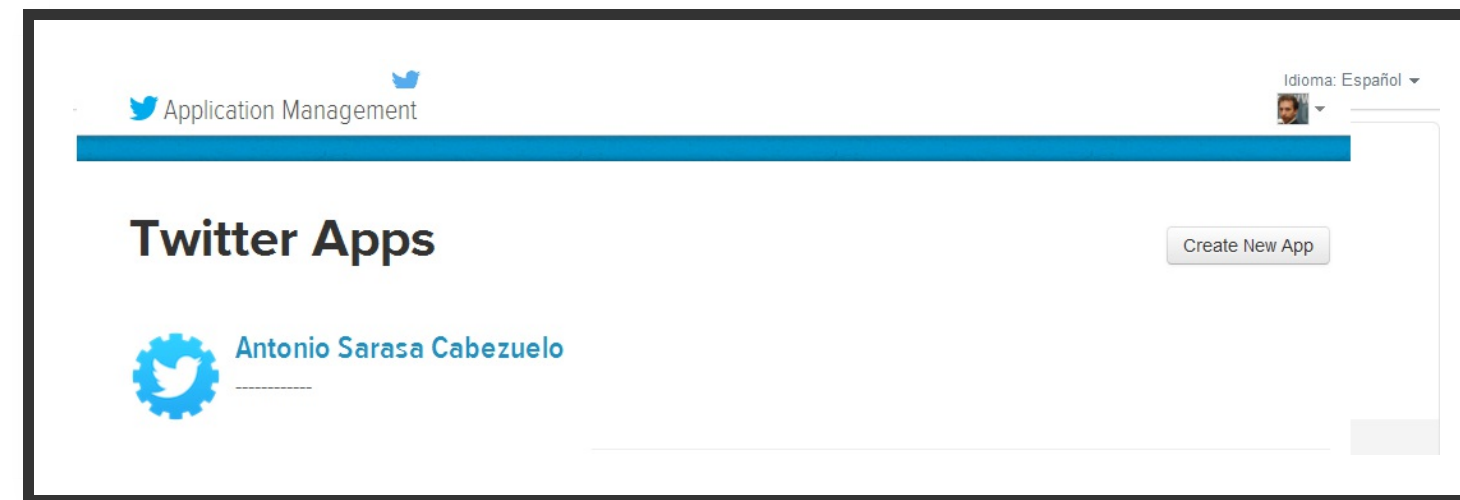 Idioma: Español
Application Management
Twitter Apps
Create New App
Antonio Sarasa Cabezuelo
------------